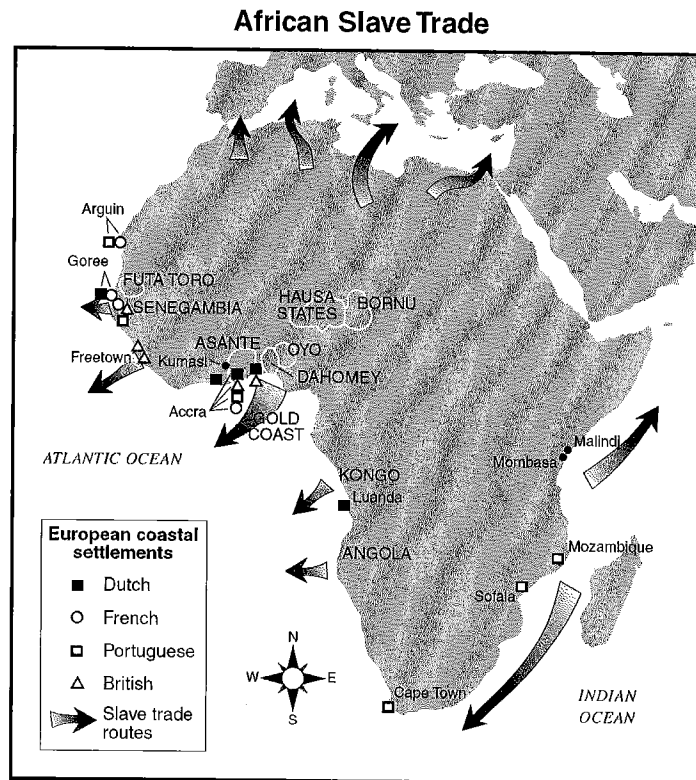 African Slave Trade
Arguin
Goree
FUTA TORO
SENEGAMBIA
HAUSA
STATES
BORNU
ASANTE
OYO
Freetown
Kumasi
DAHOMEY
Accra
GOLD
COAST
ATLANTIC OCEAN
Malindi
Mombasa
KONGO
Luanda
ANGOLA
Mozambique
Sofala
Cape Town
INDIAN
OCEAN
European coastal
settlements
Dutch
French
Portuguese
British
Slave trade
routes
N
W
E
S